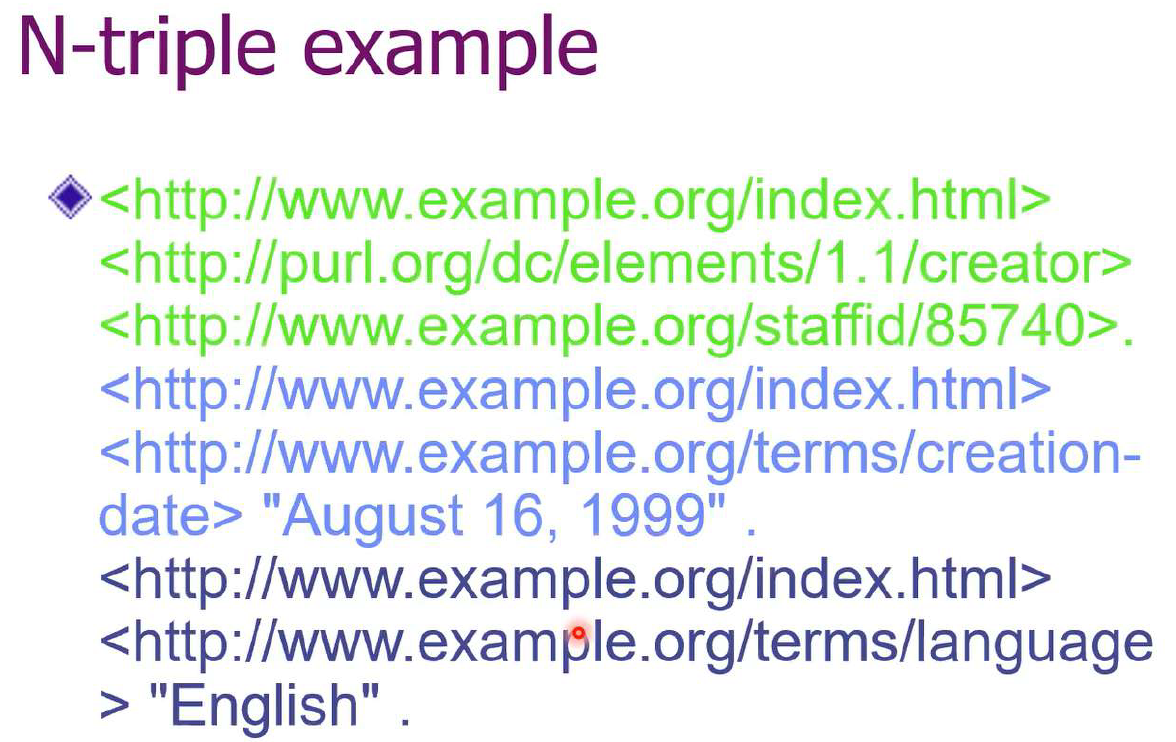 N-triple example
<http://www.example.org/index.html>
<http://purl.org/dc/elements/1.1/creator>
<http://www.example.org/staffid/85740>.
<http://www.example.org/index.html>
<http://www.example.org/terms/creation-
date> "August 16, 1999" .
<http://www.example.org/index.html>
<http://www.example.org/terms/language
> "English" .